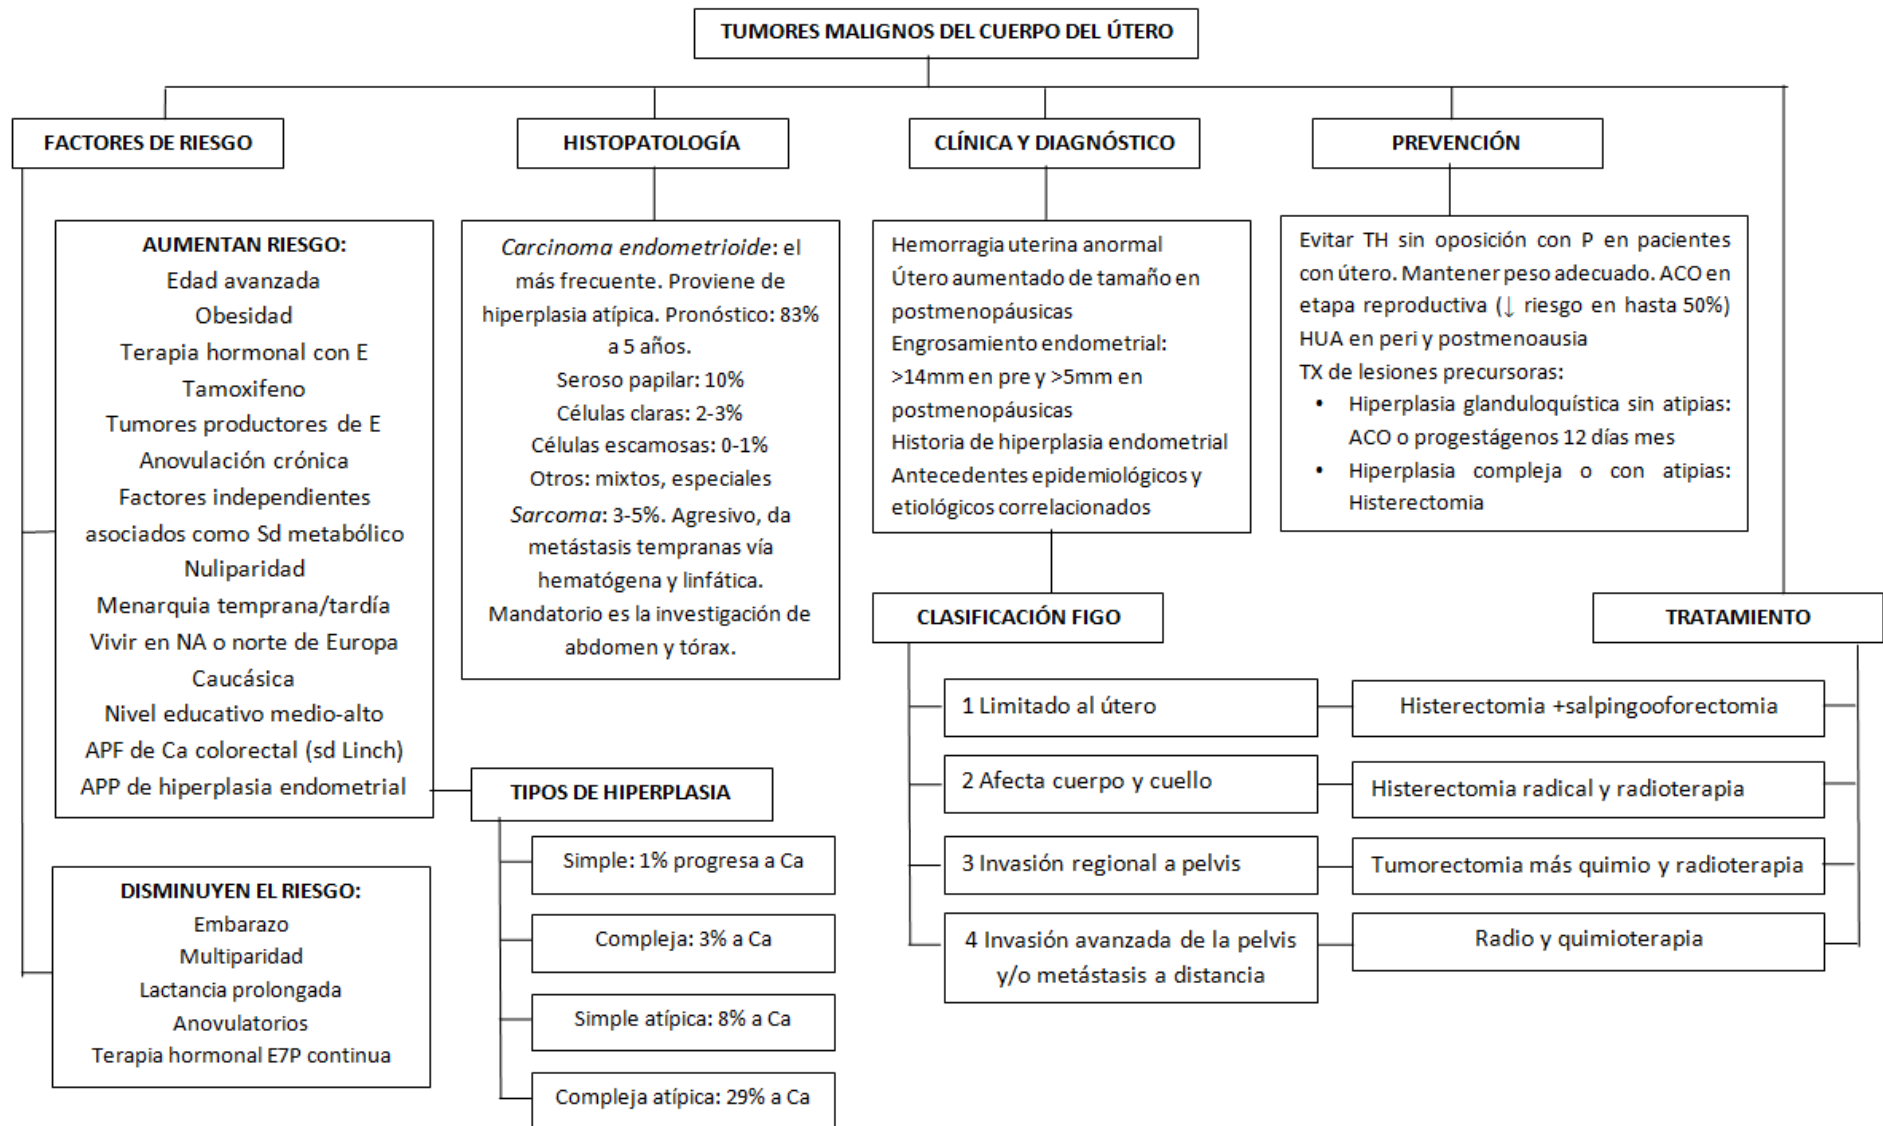 TUMORES MALIGNOS DEL CUERPO DEL ÚTERO
FACTORES DE RIESGO
AUMENTAN RIESGO:
Edad avanzada
Obesidad
Terapia hormonal con E
Tamoxifeno
Tumores productores de E
Anovulación crónica
Factores independientes
asociados como Sd metabólico
Nuliparidad
Menarquia temprana/tardía
Vivir en NA o norte de Europa
Caucásica
Nivel educativo medio-alto
APF de Ca colorectal (sd Linch)
APP de hiperplasia endometrial
DISMINUYEN EL RIESGO:
Embarazo
Multiparidad
Lactancia prolongada
Anovulatorios
Terapia hormonal E7P continua
TIPOS DE HIPERPLASIA
Simple: 1% progresa a Ca
Compleja: 3% a Ca
Simple atípica: 8% a Ca
Compleja atípica: 29% a Ca
HISTOPATOLOGÍA
Carcinoma endometrioide: el
más frecuente. Proviene de
hiperplasia atípica. Pronóstico: 83%
a 5 años.
Seroso papilar: 10%
Células claras: 2-3%
Células escamosas: 0-1%
Otros: mixtos, especiales
Sarcoma: 3-5%. Agresivo, da
metástasis tempranas vía
hematógena y linfática.
Mandatorio es la investigación de
abdomen y tórax.
CLÍNICA Y DIAGNÓSTICO
Hemorragia uterina anormal
Útero aumentado de tamaño en
postmenopáusicas
Engrosamiento endometrial:
>14mm en pre y >5mm en
postmenopáusicas
Historia de hiperplasia endometrial
Antecedentes epidemiológicos y
etiológicos correlacionados
CLASIFICACIÓN FIGO
1 Limitado al útero
2 Afecta cuerpo y cuello
3 Invasión regional a pelvis
4 Invasión avanzada de la pelvis
y/o metástasis a distancia
PREVENCIÓN
Evitar TH sin oposición con P en pacientes
con útero. Mantener peso adecuado. ACO en
etapa reproductiva (↓ riesgo en hasta 50%)
HUA en peri y postmenoausia
TX de lesiones precursoras:
• Hiperplasia glanduloquística sin atipias:
ACO o progestágenos 12 días mes
• Hiperplasia compleja o con atipias:
Histerectomia
TRATAMIENTO
Histerectomia +salpingooforectomia
Histerectomia radical y radioterapia
Tumorectomia más quimio y radioterapia
Radio y quimioterapia